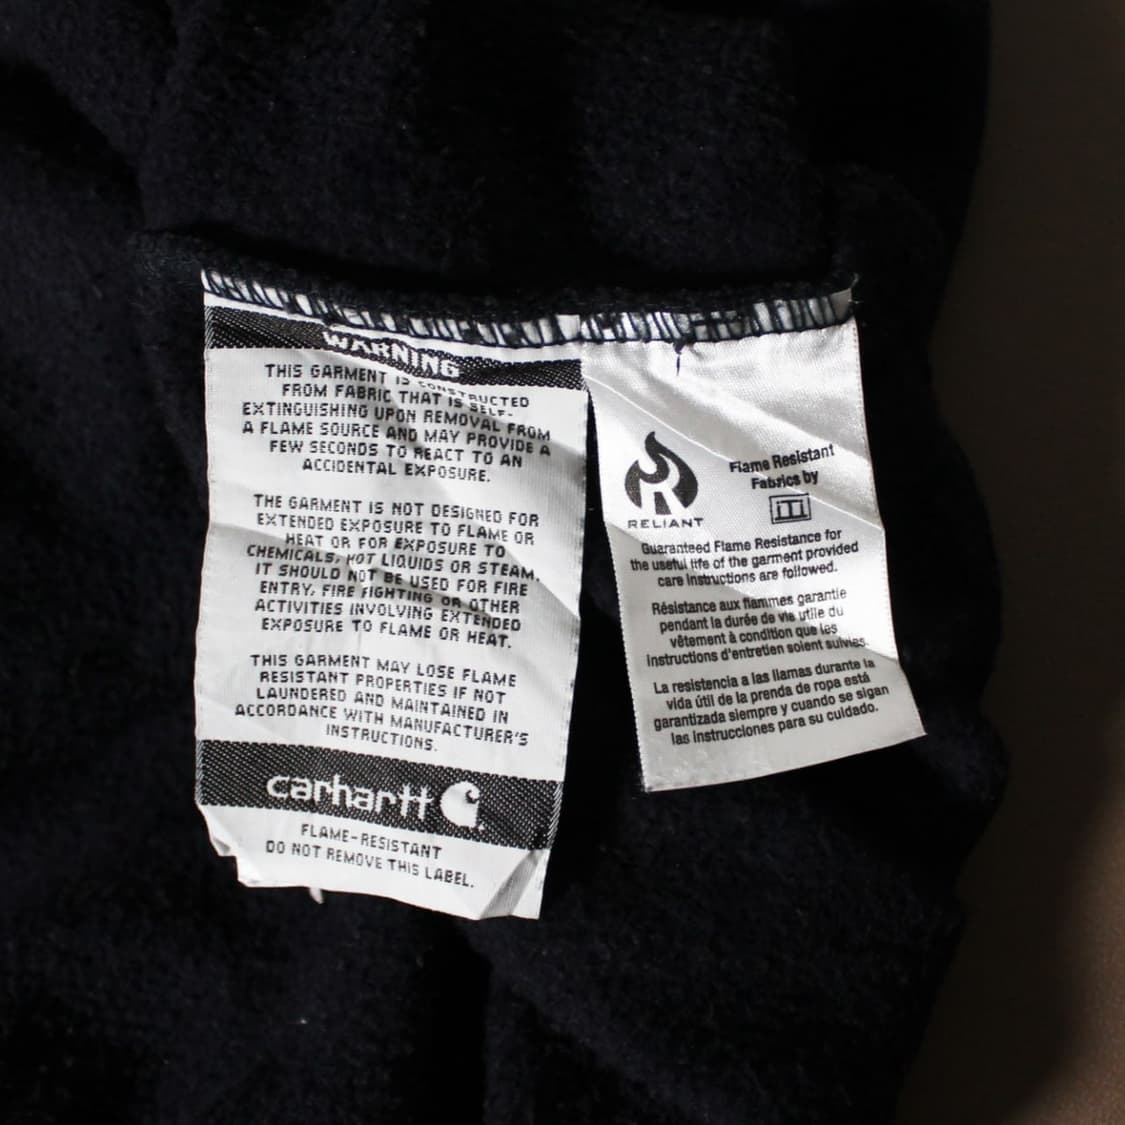 WARNING
THIS GARMENT IS CONSTRUCTED
FROM FABRIC THAT IS SELF-
EXTINGUISHING UPON REMOVAL FROM
A FLAME SOURCE AND MAY PROVIDE A
FEW SECONDS TO REACT TO AN
ACCIDENTAL EXPOSURE.
THE GARMENT IS NOT DESIGNED FOR
EXTENDED EXPOSURE TO FLAME OR
HEAT OR FOR EXPOSURE TO
CHEMICALS, HOT LIQUIDS OR STEAM.
IT SHOULD NOT BE USED FOR FIRE
ENTRY, FIRE FIGHTING OR OTHER
ACTIVITIES INVOLVING EXTENDED
EXPOSURE TO FLAME OR HEAT.
THIS GARMENT MAY LOSE FLAME
RESISTANT PROPERTIES IF NOT
LAUNDERED AND MAINTAINED IN
ACCORDANCE WITH MANUFACTURER'S
INSTRUCTIONS.
carhartt
FLAME-RESISTANT
DO NOT REMOVE THIS LABEL.
RELIANT
Flame Resistant
Fabrics by
iTi
Guaranteed Flame Resistance for
the useful life of the garment provided
care instructions are followed.
Résistance aux flammes garantie
pendant la durée de vie utile du
vêtement à condition que les
instructions d'entretien soient suivies.
La resistencia a las llamas durante la
vida útil de la prenda de ropa está
garantizada siempre y cuando se sigan
las instrucciones para su cuidado.